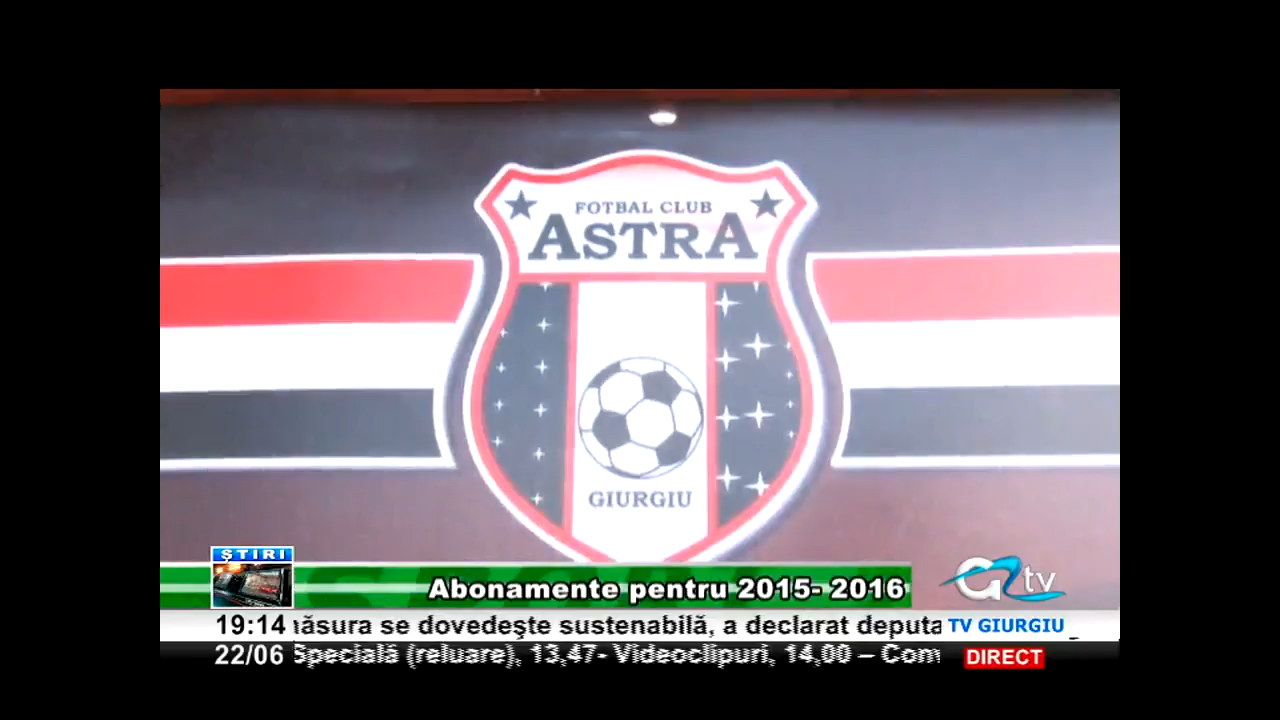 FOTBAL CLUB
ASTRA
GIURGIU
ŞTIRI
Abonamente pentru 2015- 2016
G2tv
19:14 ăsura se dovedeşte sustenabilă, a declarat deputa TV GIURGIU
22/06 Specială (reluare), 13,47- Videoclipuri, 14,00 – Com DIRECT